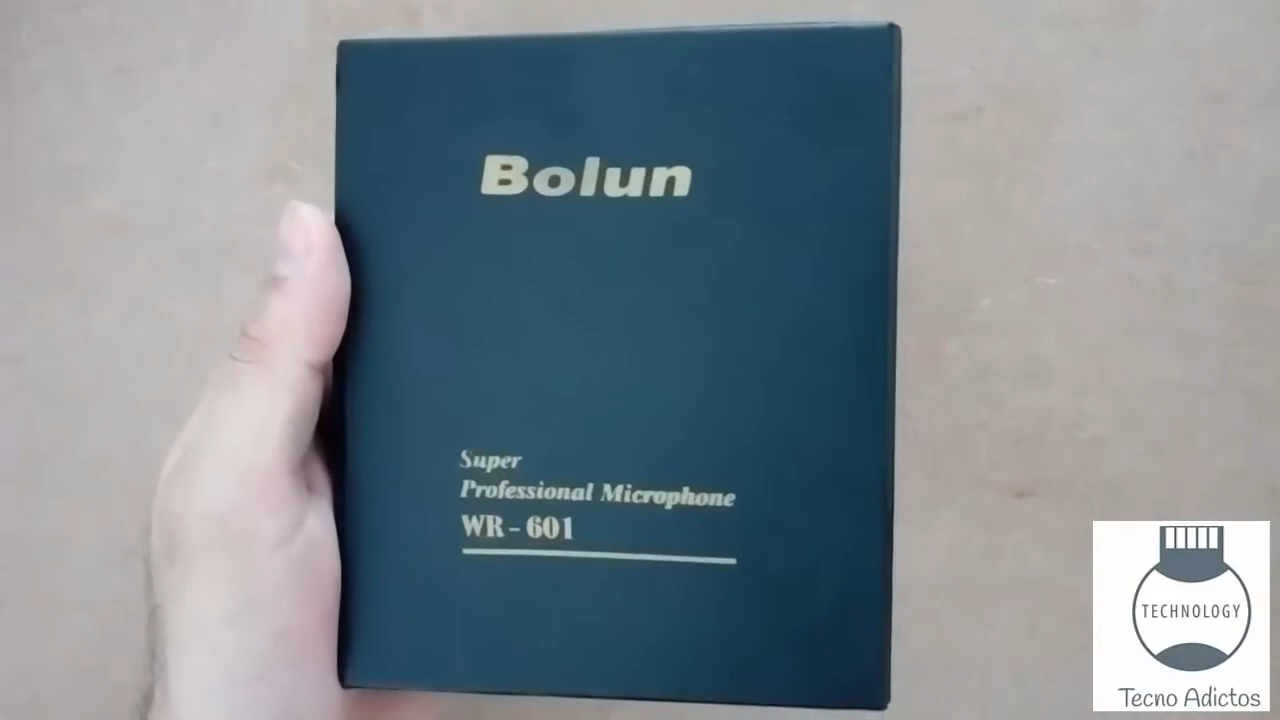 Bolun
Super
Professional Microphone
WR - 601
TECHNOLOGY
Tecno Adictos